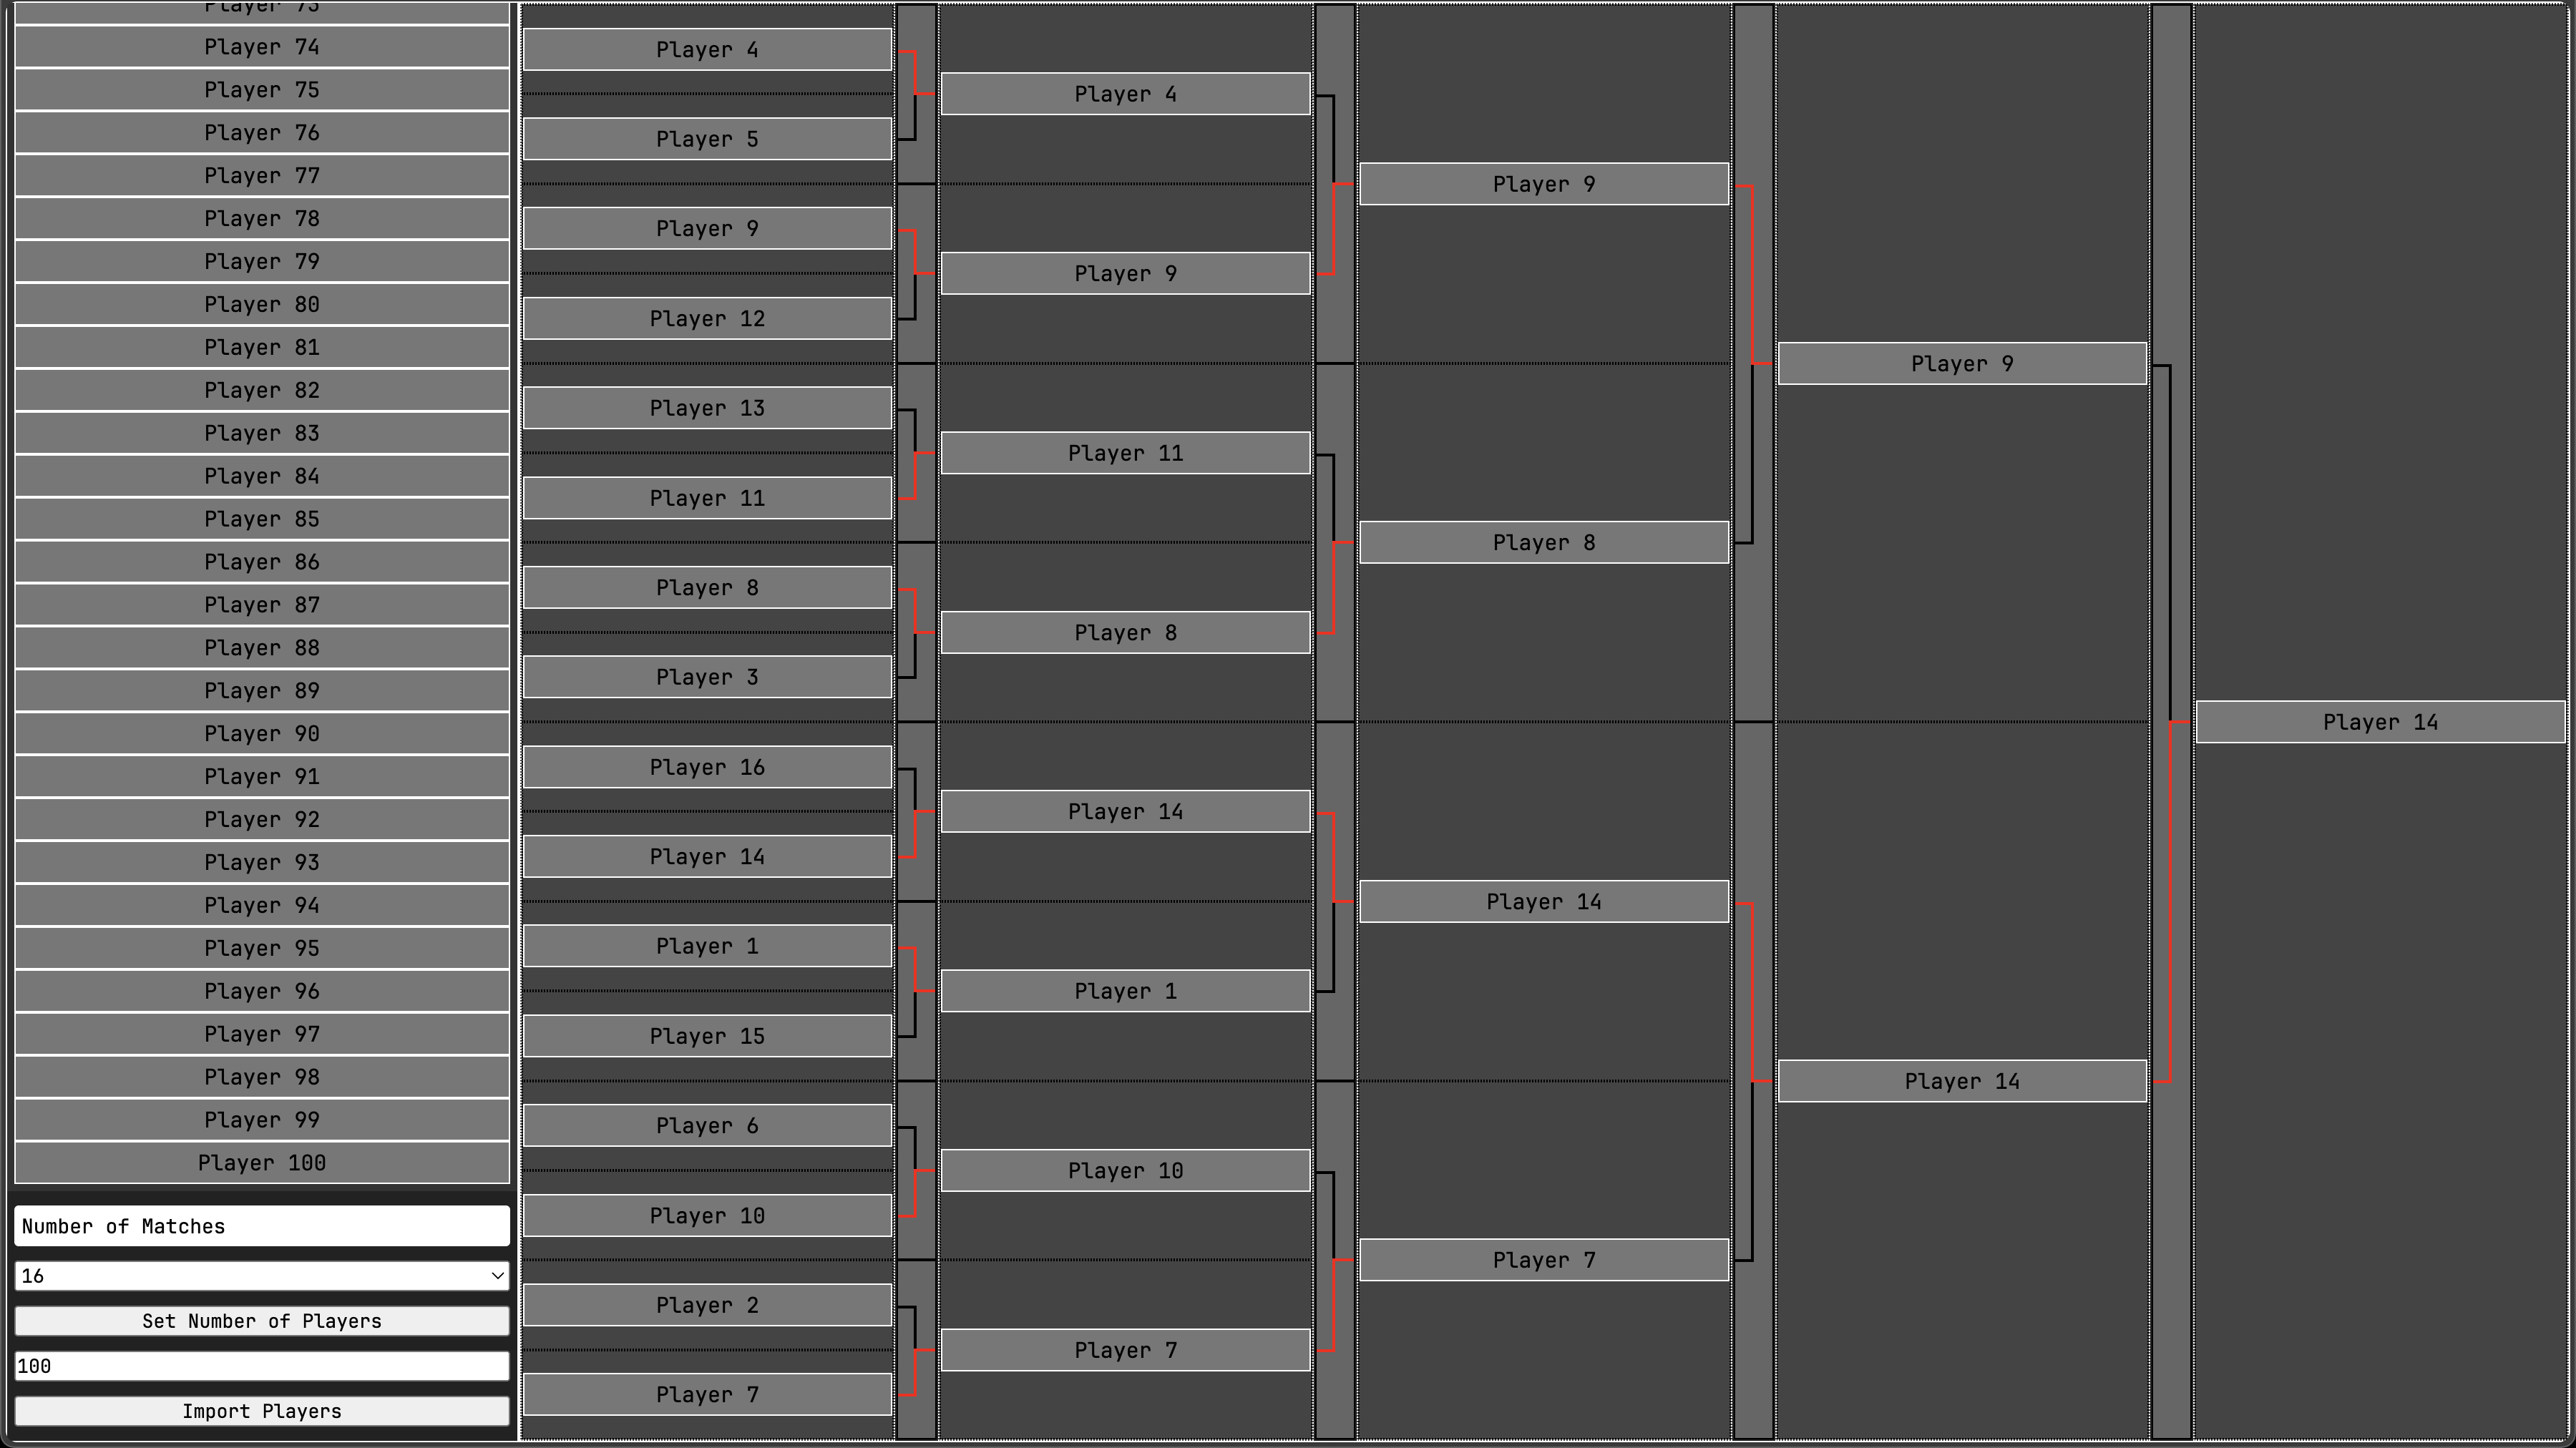 Player 73
Player 74
Player 75
Player 76
Player 77
Player 78
Player 79
Player 80
Player 81
Player 82
Player 83
Player 84
Player 85
Player 86
Player 87
Player 88
Player 89
Player 90
Player 91
Player 92
Player 93
Player 94
Player 95
Player 96
Player 97
Player 98
Player 99
Player 100
Number of Matches
16
Set Number of Players
100
Import Players
Player 4
Player 5
Player 9
Player 12
Player 13
Player 11
Player 8
Player 3
Player 16
Player 14
Player 1
Player 15
Player 6
Player 10
Player 2
Player 7
Player 4
Player 9
Player 11
Player 8
Player 14
Player 1
Player 10
Player 7
Player 9
Player 8
Player 14
Player 7
Player 9
Player 14
Player 14